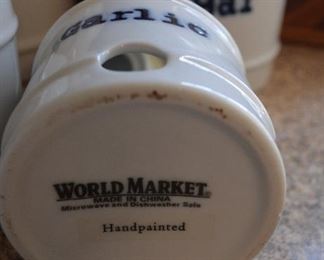 Garlic
WORLD MARKET®
MADE IN CHINA
Microwave and Dishwasher Safe
Handpainted